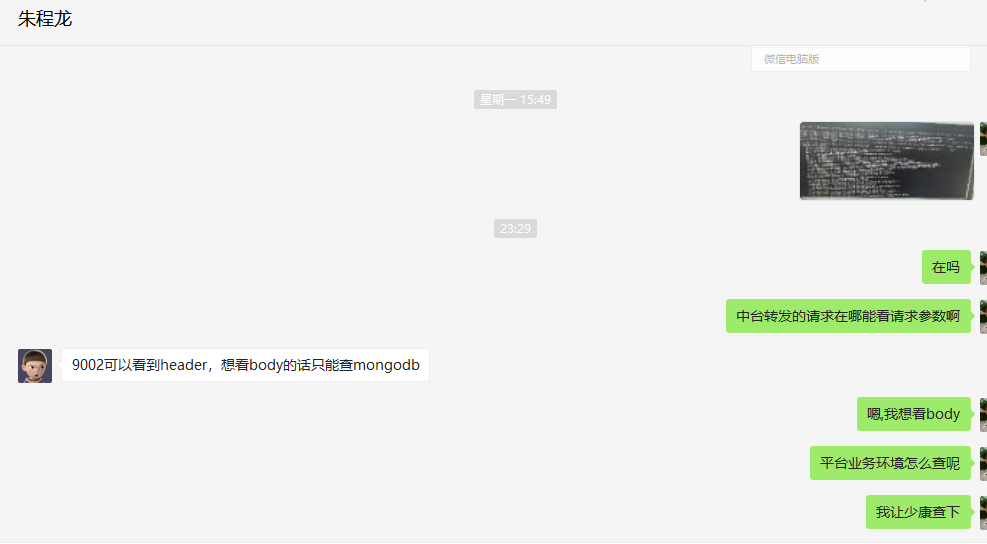 朱程龙
微信电脑版
星期一 15:49
23:29
在吗
中台转发的请求在哪能看请求参数啊
9002可以看到header，想看body的话只能查mongodb
嗯,我想看body
平台业务环境怎么查呢
我让少康查下